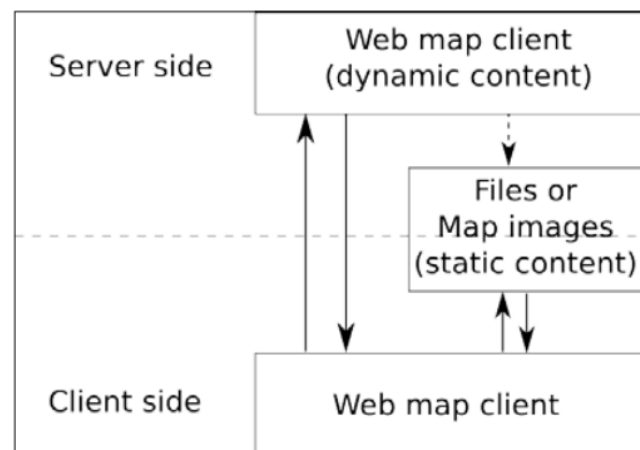 Server side
Web map client
(dynamic content)
Files or
Map images
(static content)
Client side
Web map client